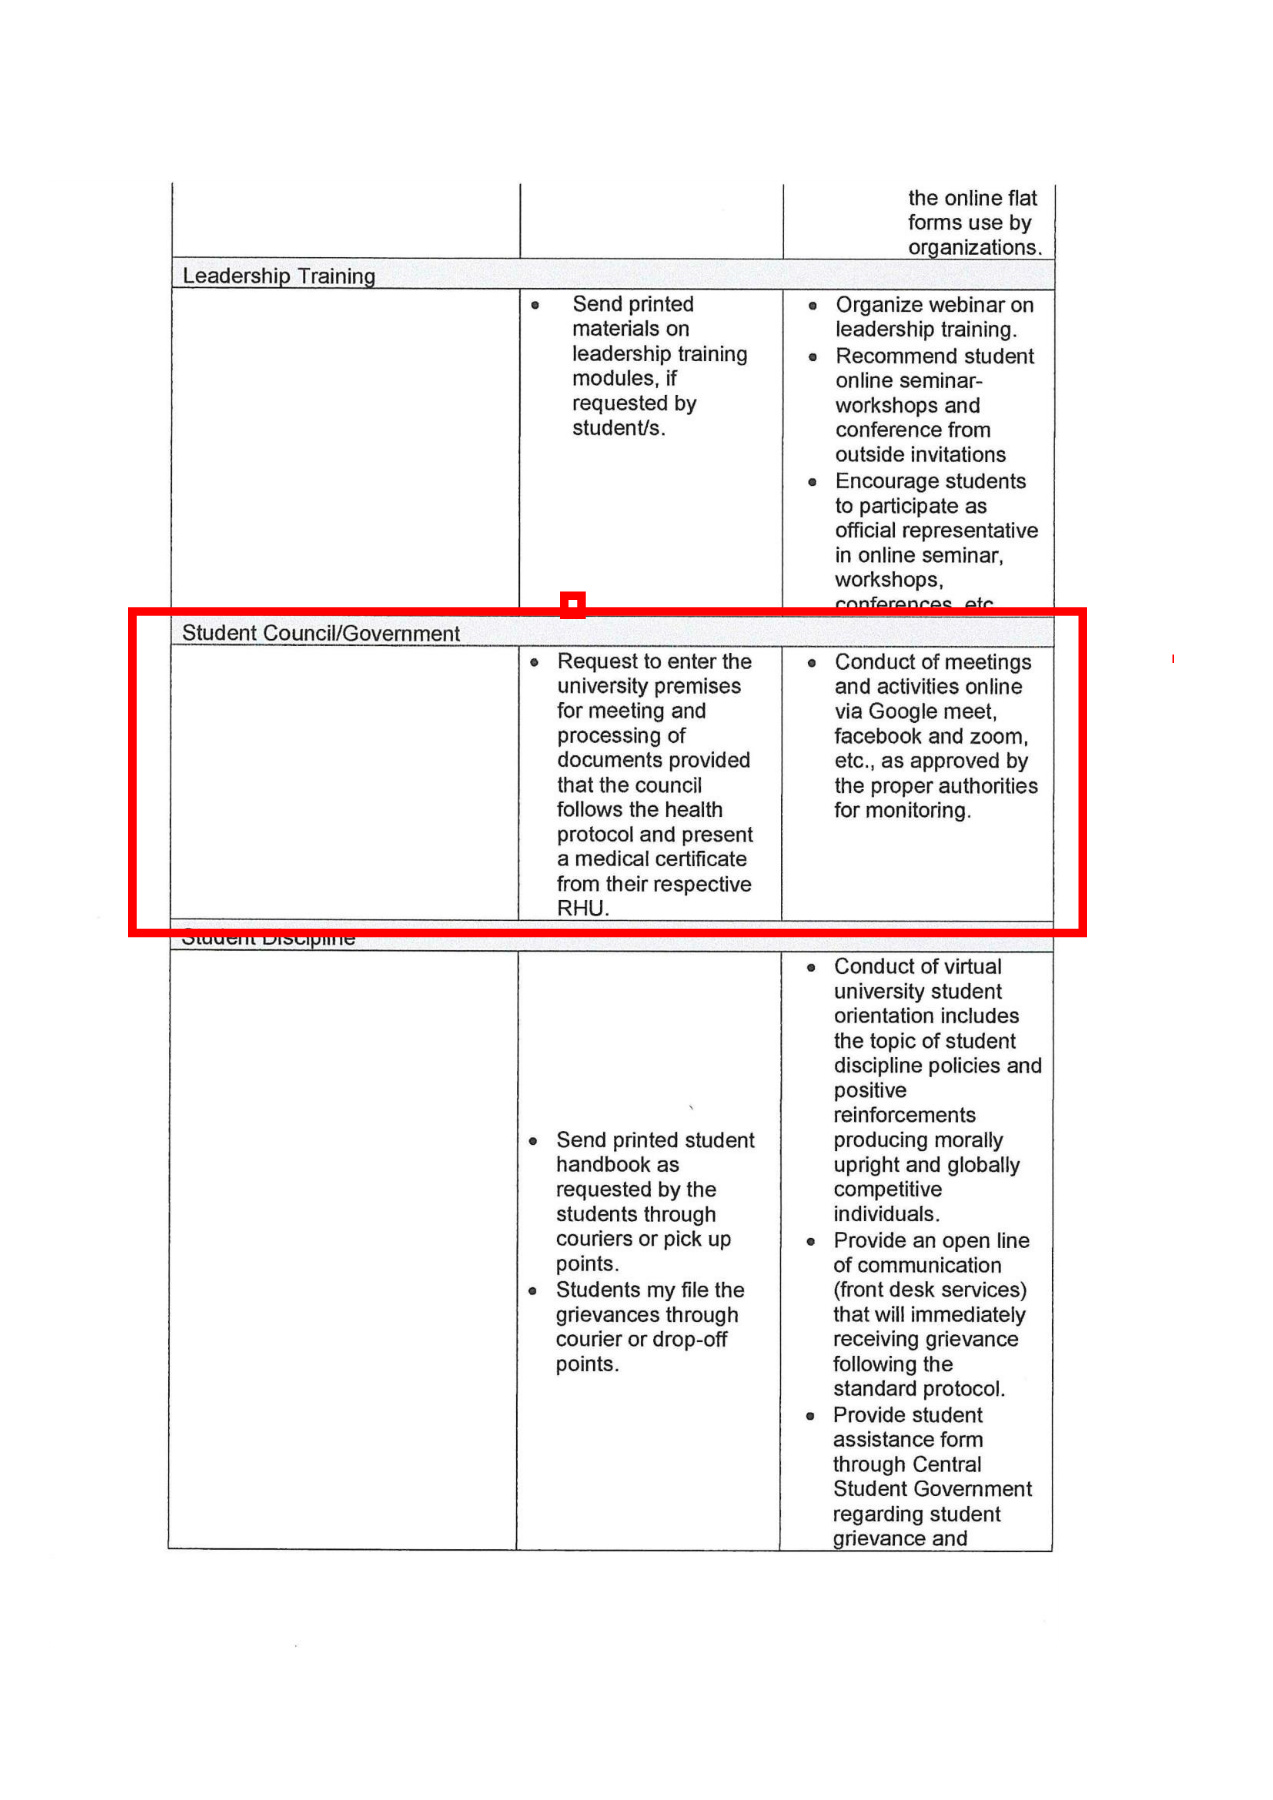 the online flat
forms use by
organizations.
Leadership Training
• Send printed
materials on
leadership training
modules, if
requested by
student/s.
• Organize webinar on
leadership training.
• Recommend student
online seminar-
workshops and
conference from
outside invitations
• Encourage students
to participate as
official representative
in online seminar,
workshops,
conferences, etc
Student Council/Government
• Request to enter the
university premises
for meeting and
processing of
documents provided
that the council
follows the health
protocol and present
a medical certificate
from their respective
RHU.
• Conduct of meetings
and activities online
via Google meet,
facebook and zoom,
etc., as approved by
the proper authorities
for monitoring.
Student Discipline
• Send printed student
handbook as
requested by the
students through
couriers or pick up
points.
• Students my file the
grievances through
courier or drop-off
points.
• Conduct of virtual
university student
orientation includes
the topic of student
discipline policies and
positive
reinforcements
producing morally
upright and globally
competitive
individuals.
• Provide an open line
of communication
(front desk services)
that will immediately
receiving grievance
following the
standard protocol.
• Provide student
assistance form
through Central
Student Government
regarding student
grievance and